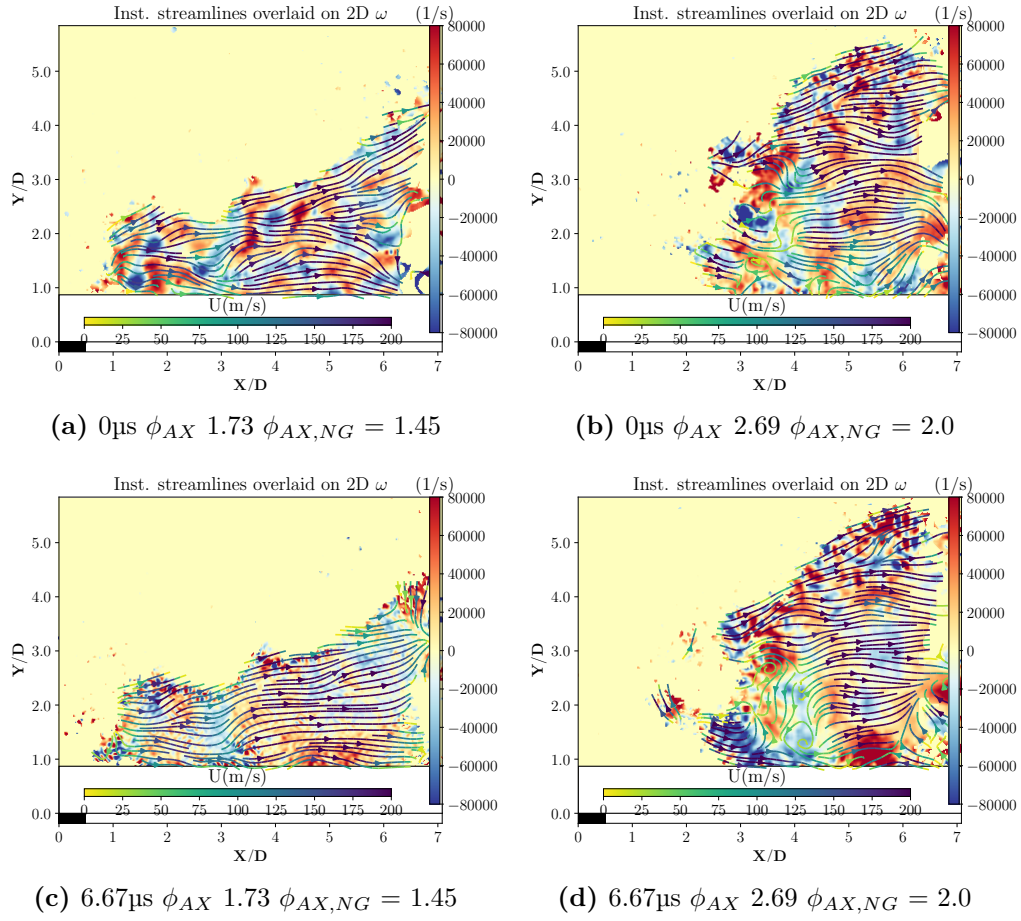 Inst. streamlines overlaid on 2D ω (1/s)
80000
60000
40000
20000
0
−20000
−40000
−60000
−80000
Y/D
5.0
4.0
3.0
2.0
1.0
0.0
U(m/s)
0 25 50 75 100 125 150 175 200
0 1 2 3 4 5 6 7
X/D
(a) 0µs ϕ_AX 1.73 ϕ_AX,NG = 1.45
Inst. streamlines overlaid on 2D ω (1/s)
80000
60000
40000
20000
0
−20000
−40000
−60000
−80000
Y/D
5.0
4.0
3.0
2.0
1.0
0.0
U(m/s)
0 25 50 75 100 125 150 175 200
0 1 2 3 4 5 6 7
X/D
(b) 0µs ϕ_AX 2.69 ϕ_AX,NG = 2.0
Inst. streamlines overlaid on 2D ω (1/s)
80000
60000
40000
20000
0
−20000
−40000
−60000
−80000
Y/D
5.0
4.0
3.0
2.0
1.0
0.0
U(m/s)
0 25 50 75 100 125 150 175 200
0 1 2 3 4 5 6 7
X/D
(c) 6.67µs ϕ_AX 1.73 ϕ_AX,NG = 1.45
Inst. streamlines overlaid on 2D ω (1/s)
80000
60000
40000
20000
0
−20000
−40000
−60000
−80000
Y/D
5.0
4.0
3.0
2.0
1.0
0.0
U(m/s)
0 25 50 75 100 125 150 175 200
0 1 2 3 4 5 6 7
X/D
(d) 6.67µs ϕ_AX 2.69 ϕ_AX,NG = 2.0